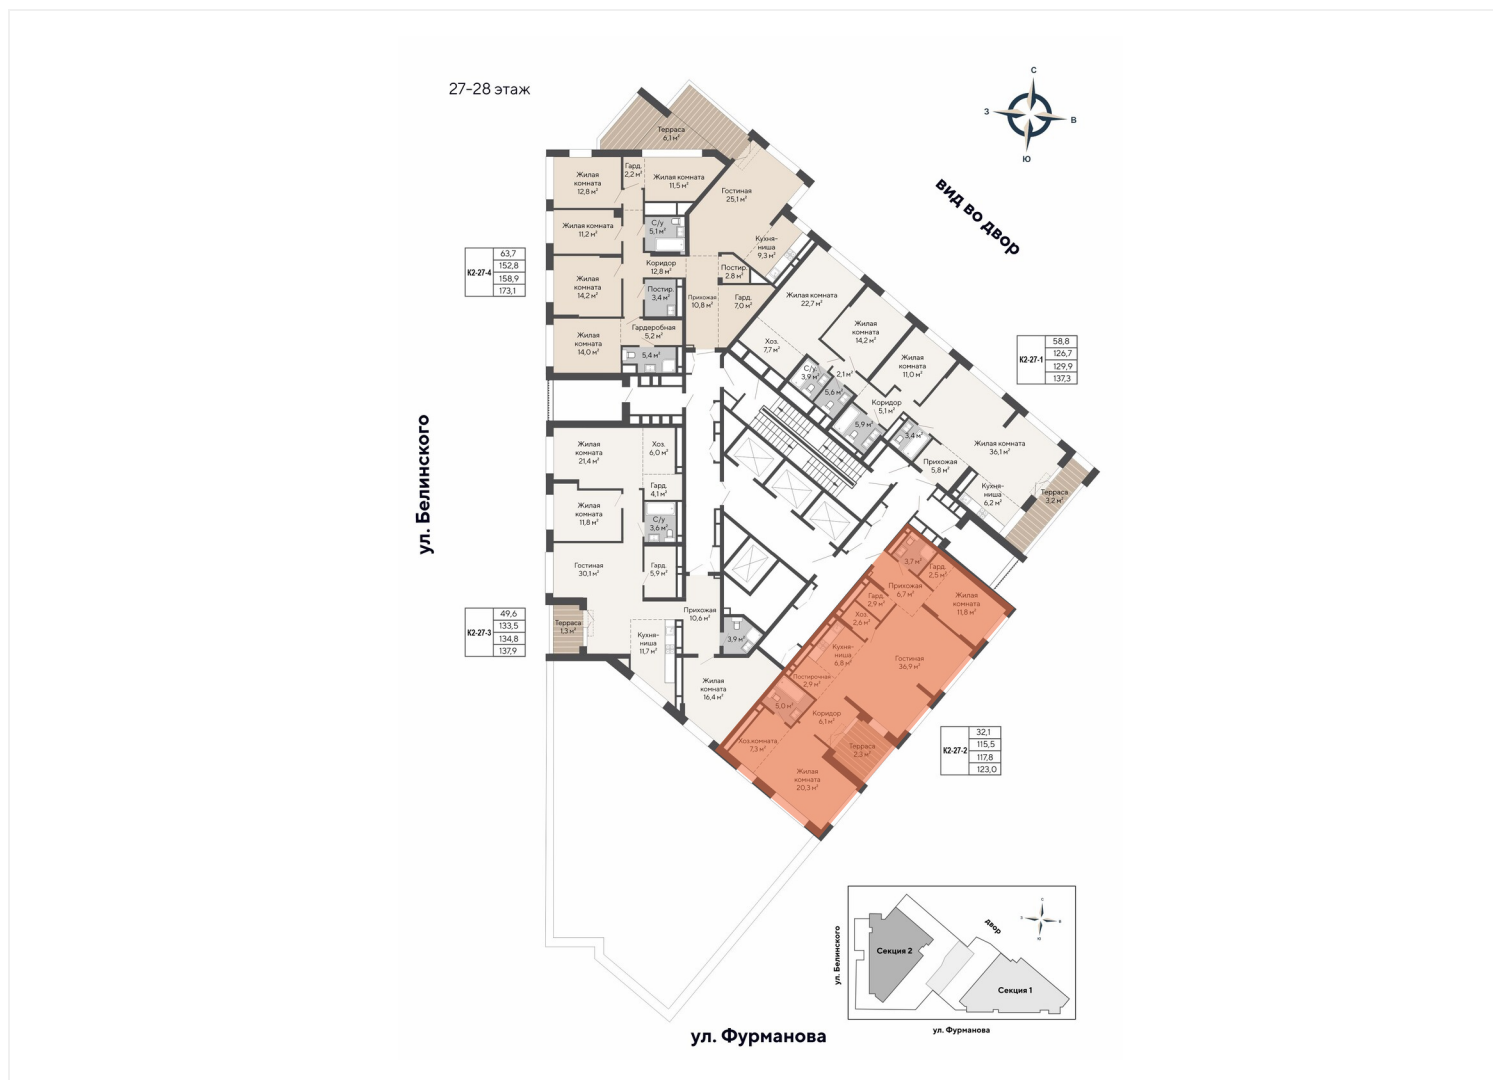 27-28 этаж
С
З
В
Ю
вид во двор
Терраса
6,1 м²
Жилая
комната
12,8 м²
Гард.
2,2 м²
Жилая комната
11,5 м²
Гостиная
25,1 м²
Жилая комната
11,2 м²
С/у
5,1 м²
Кухня-
ниша
9,3 м²
К2-27-4
63,7
152,8
158,9
173,1
Коридор
12,8 м²
Постир.
2,8 м²
Жилая
комната
14,2 м²
Постир.
3,4 м²
Прихожая
10,8 м²
Гард.
7,0 м²
Жилая
комната
14,0 м²
Гардеробная
5,2 м²
5,4 м²
Жилая комната
22,7 м²
Жилая
комната
14,2 м²
Хоз.
7,7 м²
Жилая
комната
11,0 м²
К2-27-1
58,8
126,7
129,9
137,3
С/у
3,9 м²
2,1 м²
5,6 м²
Коридор
5,1 м²
5,9 м²
3,4 м²
Жилая комната
36,1 м²
Прихожая
5,8 м²
Кухня-
ниша
6,2 м²
Терраса
3,2 м²
ул. Белинского
Жилая
комната
21,4 м²
Хоз.
6,0 м²
Гард.
4,1 м²
Жилая
комната
11,8 м²
С/у
3,6 м²
Гостиная
30,1 м²
Гард.
5,9 м²
К2-27-3
49,6
133,5
134,8
137,9
Терраса
1,3 м²
Прихожая
10,6 м²
Кухня-
ниша
11,7 м²
3,9 м²
Жилая
комната
16,4 м²
3,7 м²
Гард.
2,5 м²
Прихожая
6,7 м²
Гард.
2,9 м²
Жилая
комната
11,8 м²
Хоз.
2,6 м²
Кухня-
ниша
6,8 м²
Гостиная
36,9 м²
Постирочная
2,9 м²
5,0 м²
Коридор
6,1 м²
Хоз.комната
7,3 м²
Терраса
2,3 м²
Жилая
комната
20,3 м²
К2-27-2
32,1
115,5
117,8
123,0
ул. Белинского
Секция 2
двор
Секция 1
ул. Фурманова
ул. Фурманова